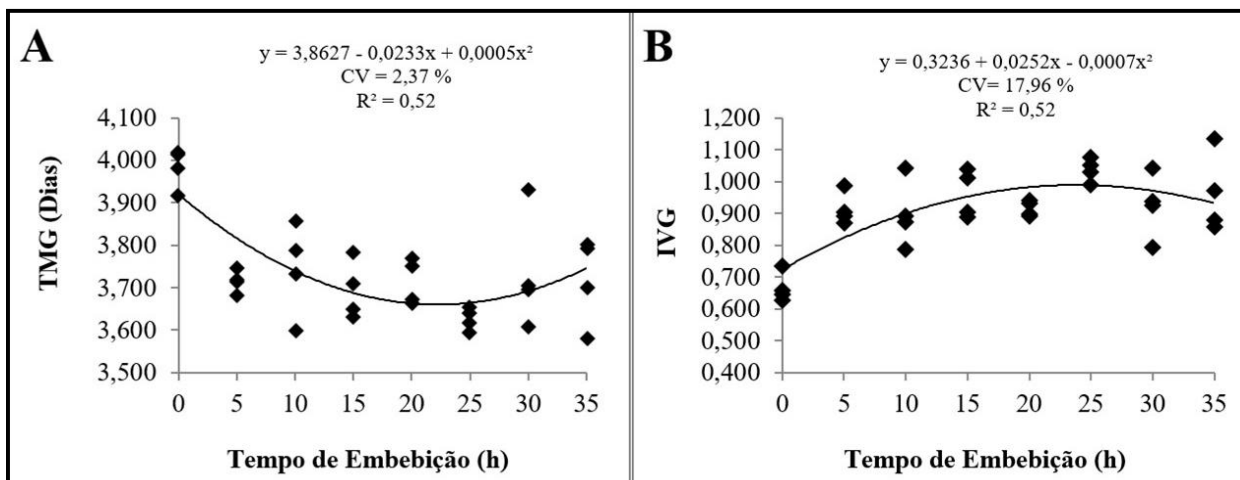 A
y = 3,8627 - 0,0233x + 0,0005x²
CV = 2,37 %
R² = 0,52
TMG (Dias)
4,100
4,000
3,900
3,800
3,700
3,600
3,500
0 5 10 15 20 25 30 35
Tempo de Embebição (h)
B
y = 0,3236 + 0,0252x - 0,0007x²
CV= 17,96 %
R² = 0,52
IVG
1,200
1,100
1,000
0,900
0,800
0,700
0,600
0,500
0,400
0 5 10 15 20 25 30 35
Tempo de Embebição (h)